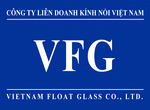 CÔNG TY LIÊN DOANH KÍNH NỔI VIỆT NAM
VFG
VIETNAM FLOAT GLASS CO., LTD.